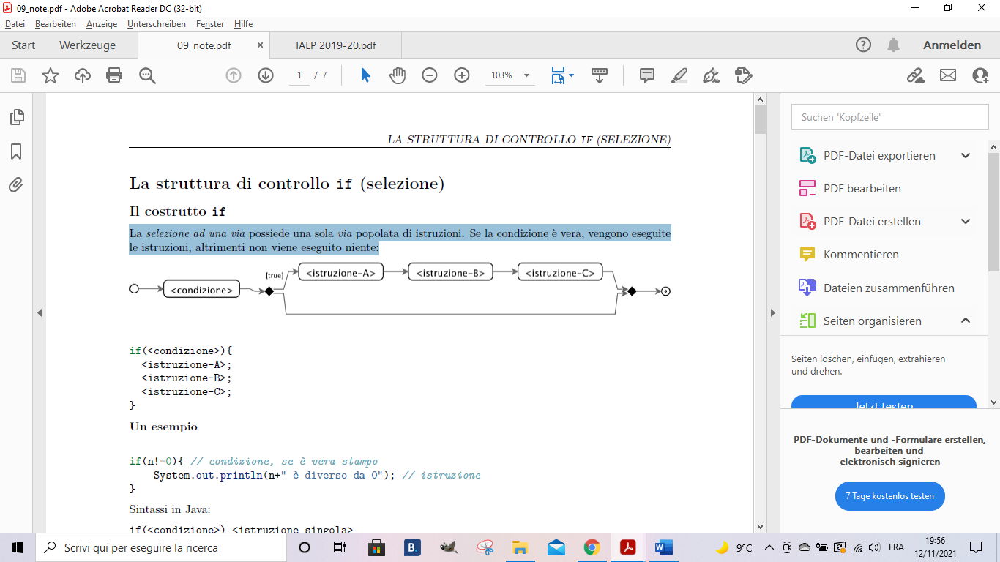 09_note.pdf - Adobe Acrobat Reader DC (32-bit)
Datei Bearbeiten Anzeige Unterschreiben Fenster Hilfe
Start Werkzeuge 09_note.pdf × IALP 2019-20.pdf Anmelden
1 / 7 103%
LA STRUTTURA DI CONTROLLO IF (SELEZIONE)
La struttura di controllo if (selezione)
Il costrutto if
La selezione ad una via possiede una sola via popolata di istruzioni. Se la condizione è vera, vengono eseguite
le istruzioni, altrimenti non viene eseguito niente:
[true] <istruzione-A> <istruzione-B> <istruzione-C>
<condizione>
if(<condizione>){
<istruzione-A>;
<istruzione-B>;
<istruzione-C>;
}
Un esempio
if(n!=0){ // condizione, se è vera stampo
System.out.println(n+" è diverso da 0"); // istruzione
}
Sintassi in Java:
if(<condizione>) <istruzione singola>
Suchen 'Kopfzeile'
PDF-Datei exportieren
PDF bearbeiten
PDF-Datei erstellen
Kommentieren
Dateien zusammenführen
Seiten organisieren
Seiten löschen, einfügen, extrahieren
und drehen.
Jetzt testen
PDF-Dokumente und -Formulare erstellen,
bearbeiten und
elektronisch signieren
7 Tage kostenlos testen
Scrivi qui per eseguire la ricerca
B.
W
9°C
FRA
19:56
12/11/2021